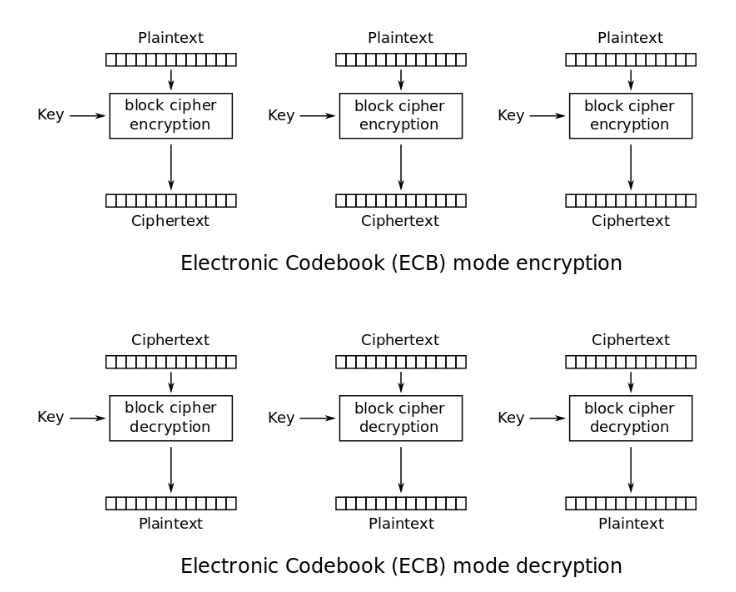 Plaintext Plaintext Plaintext
Key block cipher encryption Key block cipher encryption Key block cipher encryption
Ciphertext Ciphertext Ciphertext
Electronic Codebook (ECB) mode encryption
Ciphertext Ciphertext Ciphertext
Key block cipher decryption Key block cipher decryption Key block cipher decryption
Plaintext Plaintext Plaintext
Electronic Codebook (ECB) mode decryption